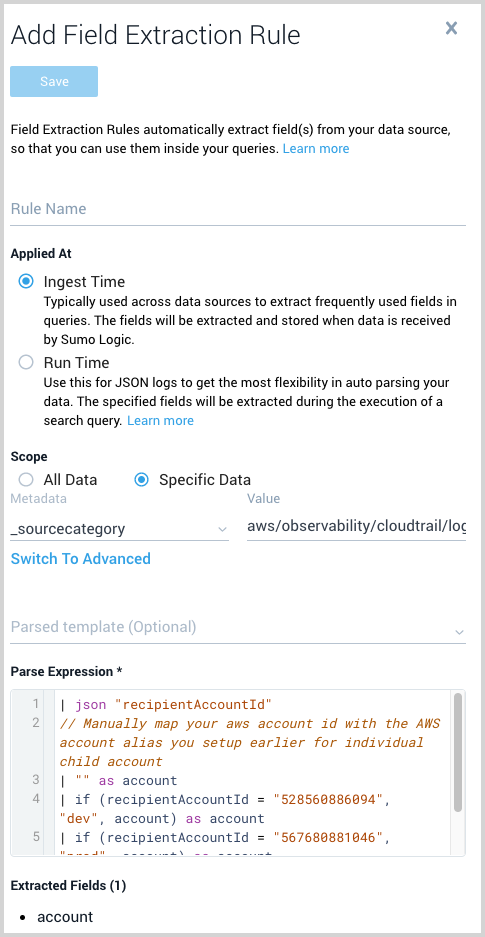 Add Field Extraction Rule
X
Save
Field Extraction Rules automatically extract field(s) from your data source,
so that you can use them inside your queries. Learn more
Rule Name
Applied At
Ingest Time
Typically used across data sources to extract frequently used fields in
queries. The fields will be extracted and stored when data is received
by Sumo Logic.
Run Time
Use this for JSON logs to get the most flexibility in auto parsing your
data. The specified fields will be extracted during the execution of a
search query. Learn more
Scope
All Data Specific Data
Metadata Value
_sourcecategory aws/observability/cloudtrail/log
Switch To Advanced
Parsed template (Optional)
Parse Expression *
1 | json "recipientAccountId"
2 // Manually map your aws account id with the AWS
account alias you setup earlier for individual
child account
3 | "" as account
4 | if (recipientAccountId = "528560886094",
"dev", account) as account
5 | if (recipientAccountId = "567680881046",
"prod", account) as account
Extracted Fields (1)
• account